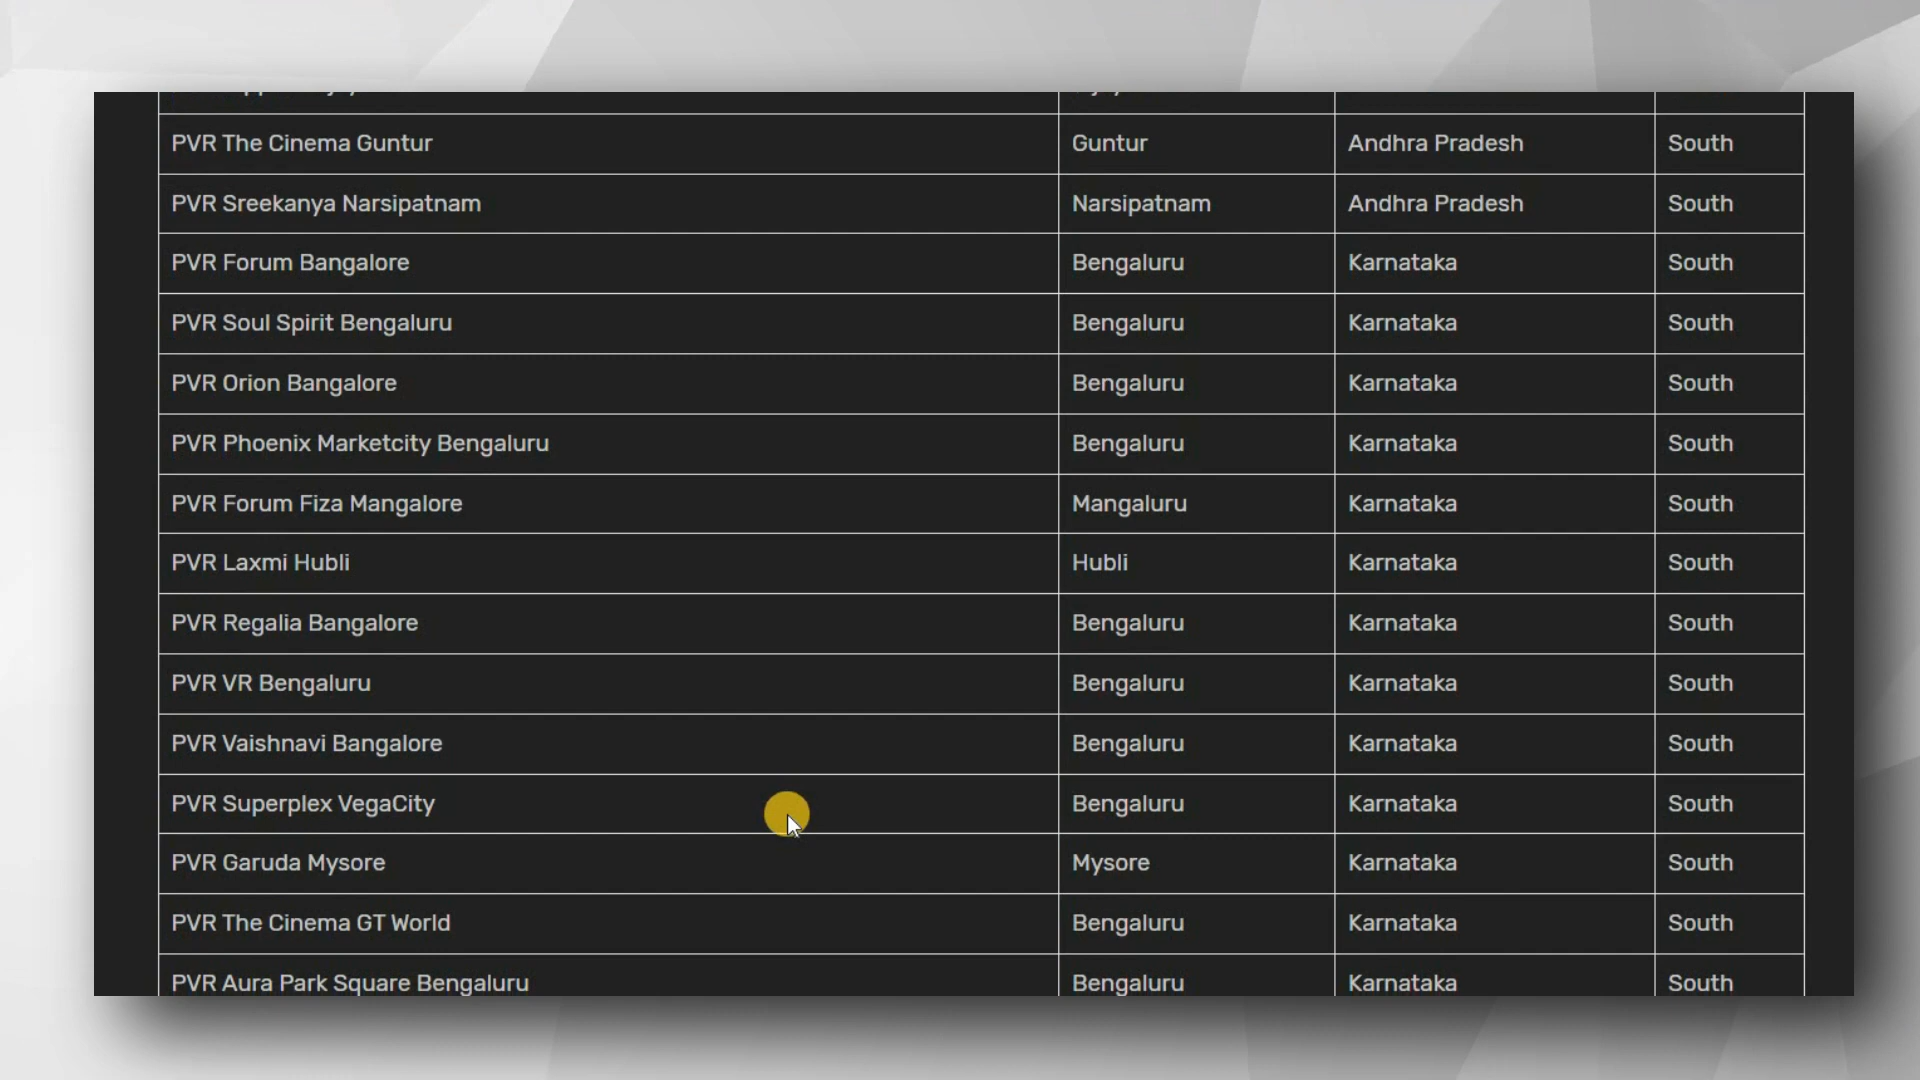 PVR The Cinema Guntur Guntur Andhra Pradesh South
PVR Sreekanya Narsipatnam Narsipatnam Andhra Pradesh South
PVR Forum Bangalore Bengaluru Karnataka South
PVR Soul Spirit Bengaluru Bengaluru Karnataka South
PVR Orion Bangalore Bengaluru Karnataka South
PVR Phoenix Marketcity Bengaluru Bengaluru Karnataka South
PVR Forum Fiza Mangalore Mangaluru Karnataka South
PVR Laxmi Hubli Hubli Karnataka South
PVR Regalia Bangalore Bengaluru Karnataka South
PVR VR Bengaluru Bengaluru Karnataka South
PVR Vaishnavi Bangalore Bengaluru Karnataka South
PVR Superplex VegaCity Bengaluru Karnataka South
PVR Garuda Mysore Mysore Karnataka South
PVR The Cinema GT World Bengaluru Karnataka South
PVR Aura Park Square Bengaluru Bengaluru Karnataka South